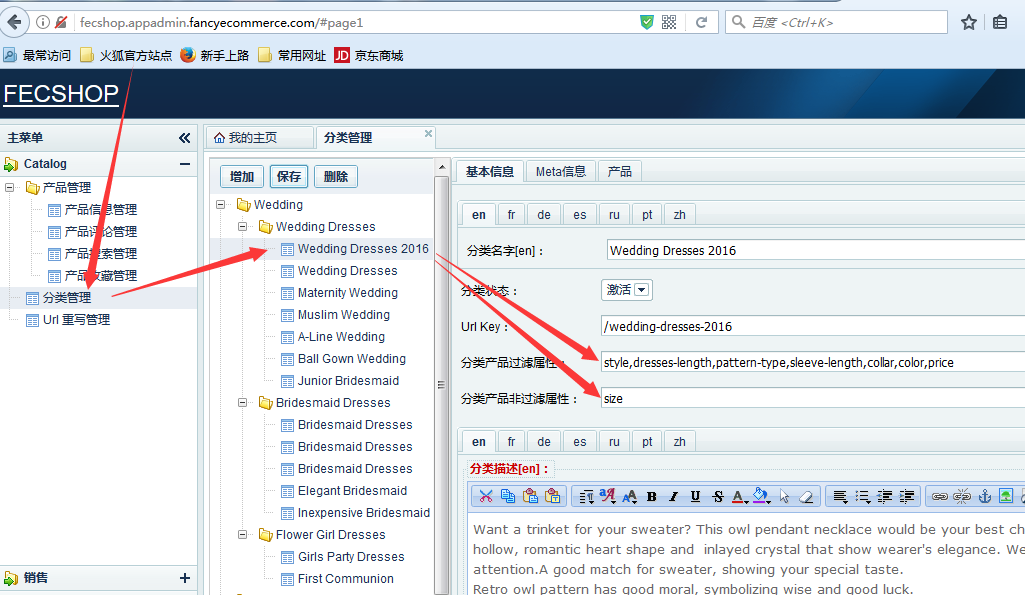 fecshop.appadmin.fancyecommerce.com/#page1
百度 <Ctrl+K>
最常访问 火狐官方站点 新手上路 常用网址 JD 京东商城
FECSHOP
主菜单
Catalog
产品管理
产品信息管理
产品评论管理
产品搜索管理
产品收藏管理
分类管理
Url 重写管理
销售
我的主页 分类管理
增加 保存 删除
Wedding
Wedding Dresses
Wedding Dresses 2016
Wedding Dresses
Maternity Wedding
Muslim Wedding
A-Line Wedding
Ball Gown Wedding
Junior Bridesmaid
Bridesmaid Dresses
Bridesmaid Dresses
Bridesmaid Dresses
Bridesmaid Dresses
Elegant Bridesmaid
Inexpensive Bridesmaid
Flower Girl Dresses
Girls Party Dresses
First Communion
基本信息 Meta信息 产品
en fr de es ru pt zh
分类名字[en]： Wedding Dresses 2016
分类状态： 激活
Url Key： /wedding-dresses-2016
分类产品过滤属性： style,dresses-length,pattern-type,sleeve-length,collar,color,price
分类产品非过滤属性： size
en fr de es ru pt zh
分类描述[en]：
Want a trinket for your sweater? This owl pendant necklace would be your best ch
hollow, romantic heart shape and inlayed crystal that show wearer's elegance. We
attention.A good match for sweater, showing your special taste.
Retro owl pattern has good moral, symbolizing wise and good luck.